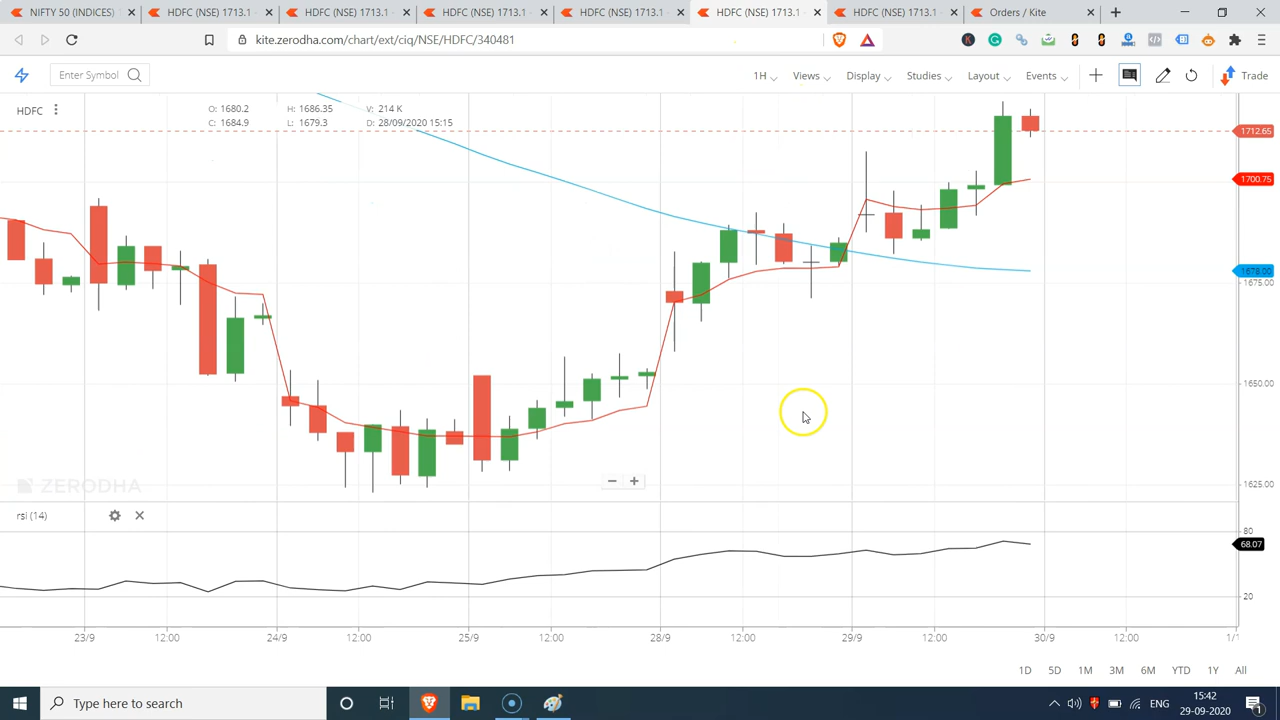 NIFTY 50 (INDICES)
HDFC (NSE) 1713.1
HDFC (NSE) 1713.1
HDFC (NSE) 1713.1
HDFC (NSE) 1713.1
HDFC (NSE) 1713.1
HDFC (NSE) 1713.1
Orders / Kite
kite.zerodha.com/chart/ext/ciq/NSE/HDFC/340481
Enter Symbol
1H
Views
Display
Studies
Layout
Events
Trade
HDFC
O: 1680.2
H: 1686.35
V: 214 K
C: 1684.9
L: 1679.3
D: 28/09/2020 15:15
1712.65
1700.75
1678.00
1675.00
1650.00
1625.00
ZERODHA
rsi (14)
80
68.07
20
23/9
12:00
24/9
12:00
25/9
12:00
28/9
12:00
29/9
12:00
30/9
12:00
1D
5D
1M
3M
6M
YTD
1Y
All
Type here to search
ENG
15:42
29-09-2020